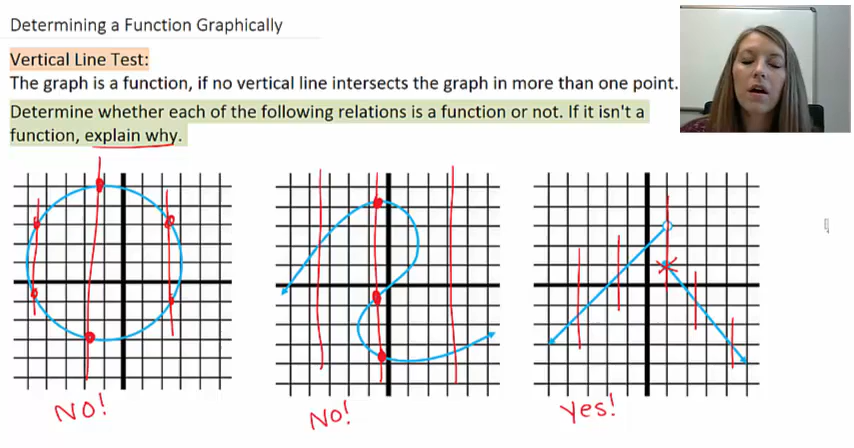 Determining a Function Graphically
Vertical Line Test:
The graph is a function, if no vertical line intersects the graph in more than one point.
Determine whether each of the following relations is a function or not. If it isn't a
function, explain why.
NO!
NO!
Yes!